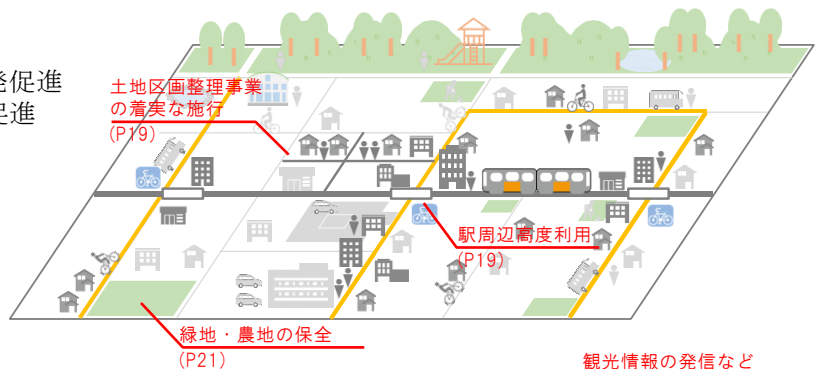 発促進
促進
土地区画整理事業
の着実な施行
(P19)
駅周辺高度利用
(P19)
緑地・農地の保全
(P21)
観光情報の発信など